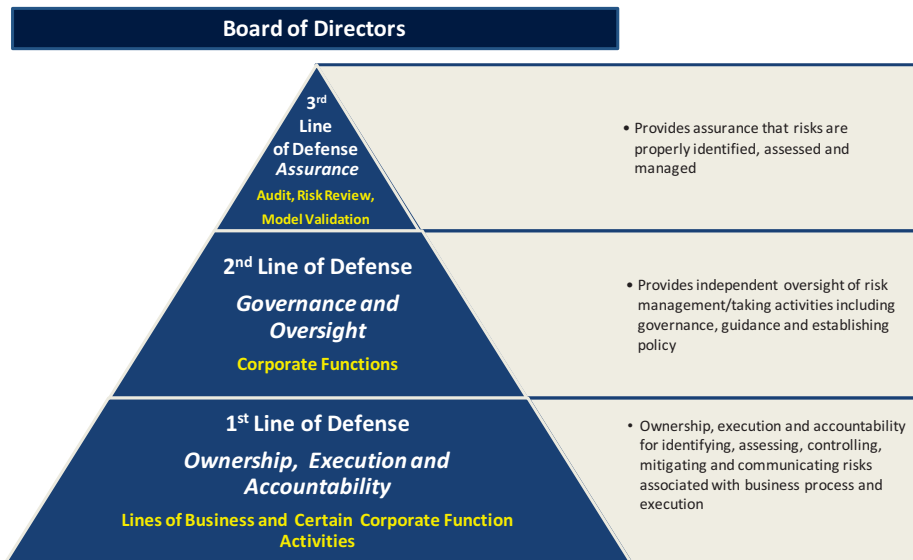 Board of Directors
3rd
Line
of Defense
Assurance
Audit, Risk Review,
Model Validation
• Provides assurance that risks are
properly identified, assessed and
managed
2nd Line of Defense
Governance and
Oversight
Corporate Functions
• Provides independent oversight of risk
management/taking activities including
governance, guidance and establishing
policy
1st Line of Defense
Ownership, Execution and
Accountability
Lines of Business and Certain Corporate Function
Activities
• Ownership, execution and accountability
for identifying, assessing, controlling,
mitigating and communicating risks
associated with business process and
execution